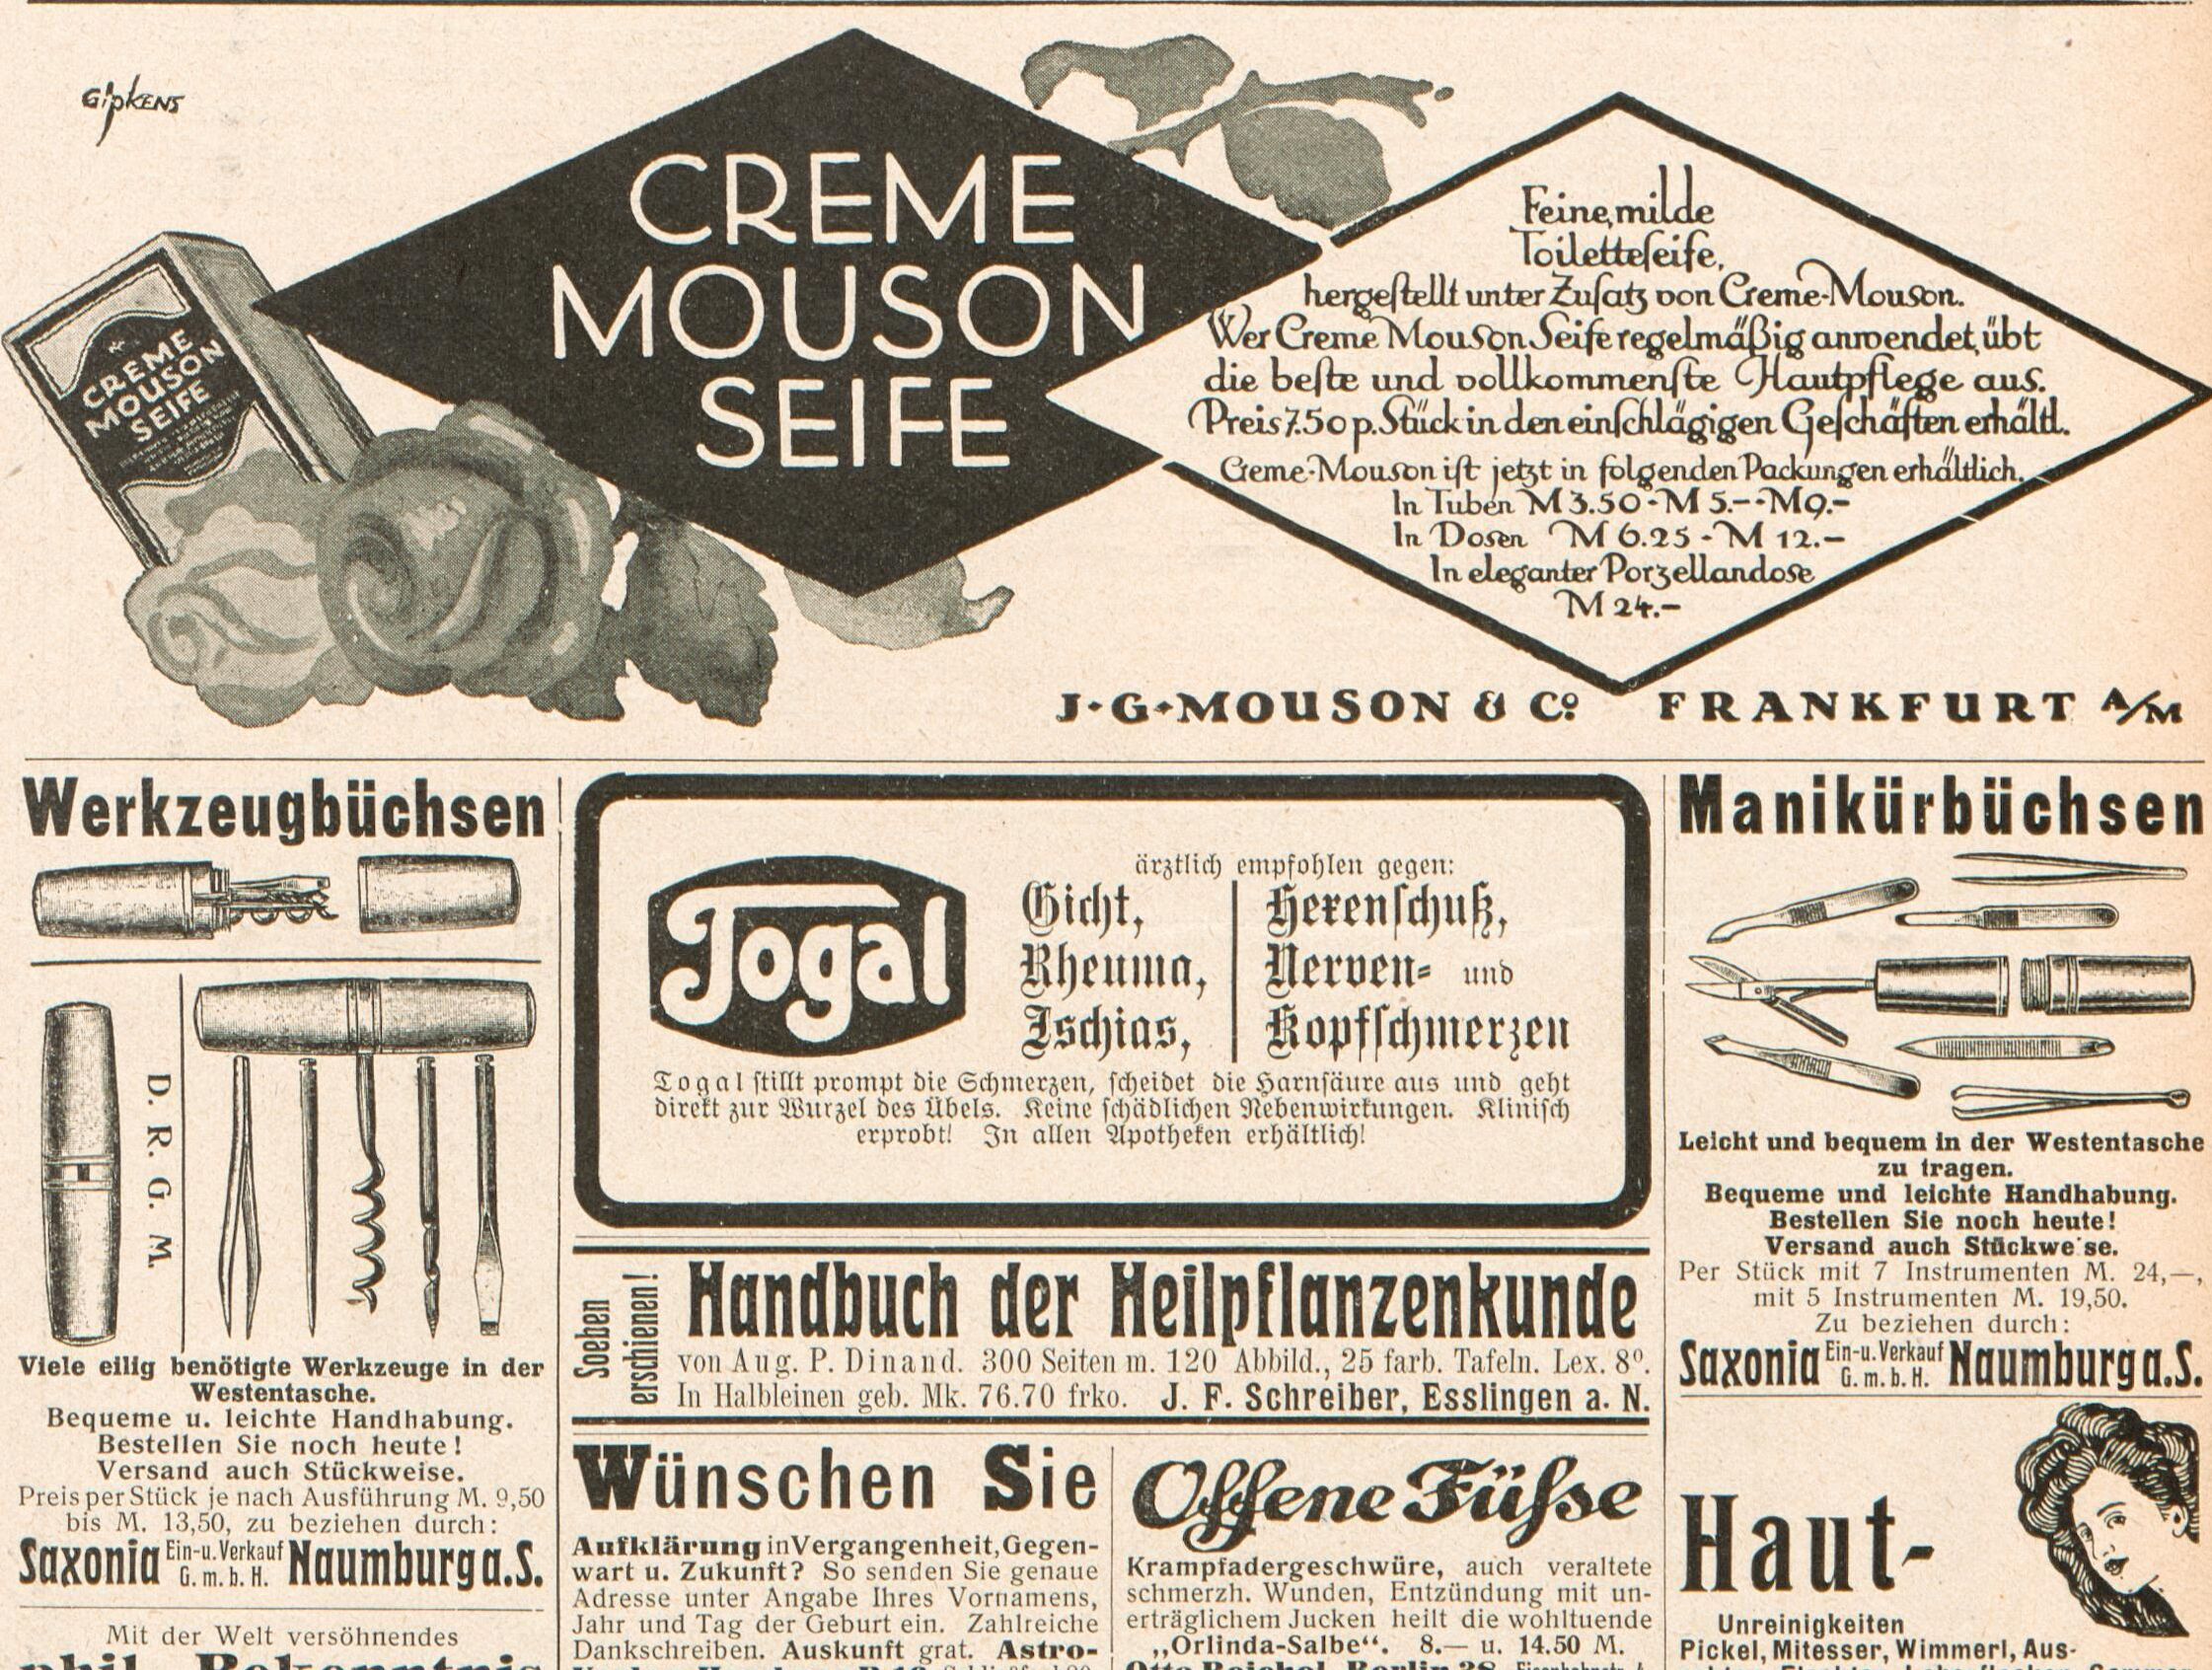 Gipkens
CREME
MOUSON
SEIFE
CREME
MOUSON
SEIFE
Feine, milde
Toiletteſeife,
hergeſtellt unter Zuſatz von Creme-Mouson.
Wer Creme Mouson Seife regelmäßig anwendet, übt
die beſte und vollkommenſte Hautpflege aus.
Preis 7.50 p. Stück in den einſchlägigen Geſchäften erhältl.
Creme-Mouson iſt jetzt in folgenden Packungen erhältlich.
In Tuben M 3.50 - M 5.- - M 9.-
In Dosen M 6.25 - M 12.-
In eleganter Porzellandose
M 24.-
J·G·MOUSON & Cº FRANKFURT A/M
Werkzeugbüchsen
D. R. G. M.
Viele eilig benötigte Werkzeuge in der
Westentasche.
Bequeme u. leichte Handhabung.
Bestellen Sie noch heute!
Versand auch Stückweise.
Preis per Stück je nach Ausführung M. 9,50
bis M. 13,50, zu beziehen durch:
Saxonia Ein-u. Verkauf G. m. b. H. Naumburg a.S.
Mit der Welt versöhnendes
phil. Bekenntnis
Togal
ärztlich empfohlen gegen:
Gicht,
Rheuma,
Ischias,
Hexenſchuß,
Nerven- und
Kopfſchmerzen
Togal ſtillt prompt die Schmerzen, ſcheidet die Harnſäure aus und geht
direkt zur Wurzel des Übels. Keine ſchädlichen Nebenwirkungen. Kliniſch
erprobt! In allen Apotheken erhältlich!
Soeben
erschienen!
Handbuch der Heilpflanzenkunde
von Aug. P. Dinand. 300 Seiten m. 120 Abbild., 25 farb. Tafeln. Lex. 8º.
In Halbleinen geb. Mk. 76.70 frko. J. F. Schreiber, Esslingen a. N.
Wünschen Sie
Aufklärung in Vergangenheit, Gegen-
wart u. Zukunft? So senden Sie genaue
Adresse unter Angabe Ihres Vornamens,
Jahr und Tag der Geburt ein. Zahlreiche
Dankschreiben. Auskunft grat. Astro-
Offene Füsse
Krampfadergeschwüre, auch veraltete
schmerzh. Wunden, Entzündung mit un-
erträglichem Jucken heilt die wohltuende
„Orlinda-Salbe“. 8.— u. 14.50 M.
Otto Reichel, Berlin 38
Manikürbüchsen
Leicht und bequem in der Westentasche
zu tragen.
Bequeme und leichte Handhabung.
Bestellen Sie noch heute!
Versand auch Stückwe'se.
Per Stück mit 7 Instrumenten M. 24,—,
mit 5 Instrumenten M. 19,50.
Zu beziehen durch:
Saxonia Ein-u. Verkauf G. m. b. H. Naumburg a.S.
Haut-
Unreinigkeiten
Pickel, Mitesser, Wimmerl, Aus-